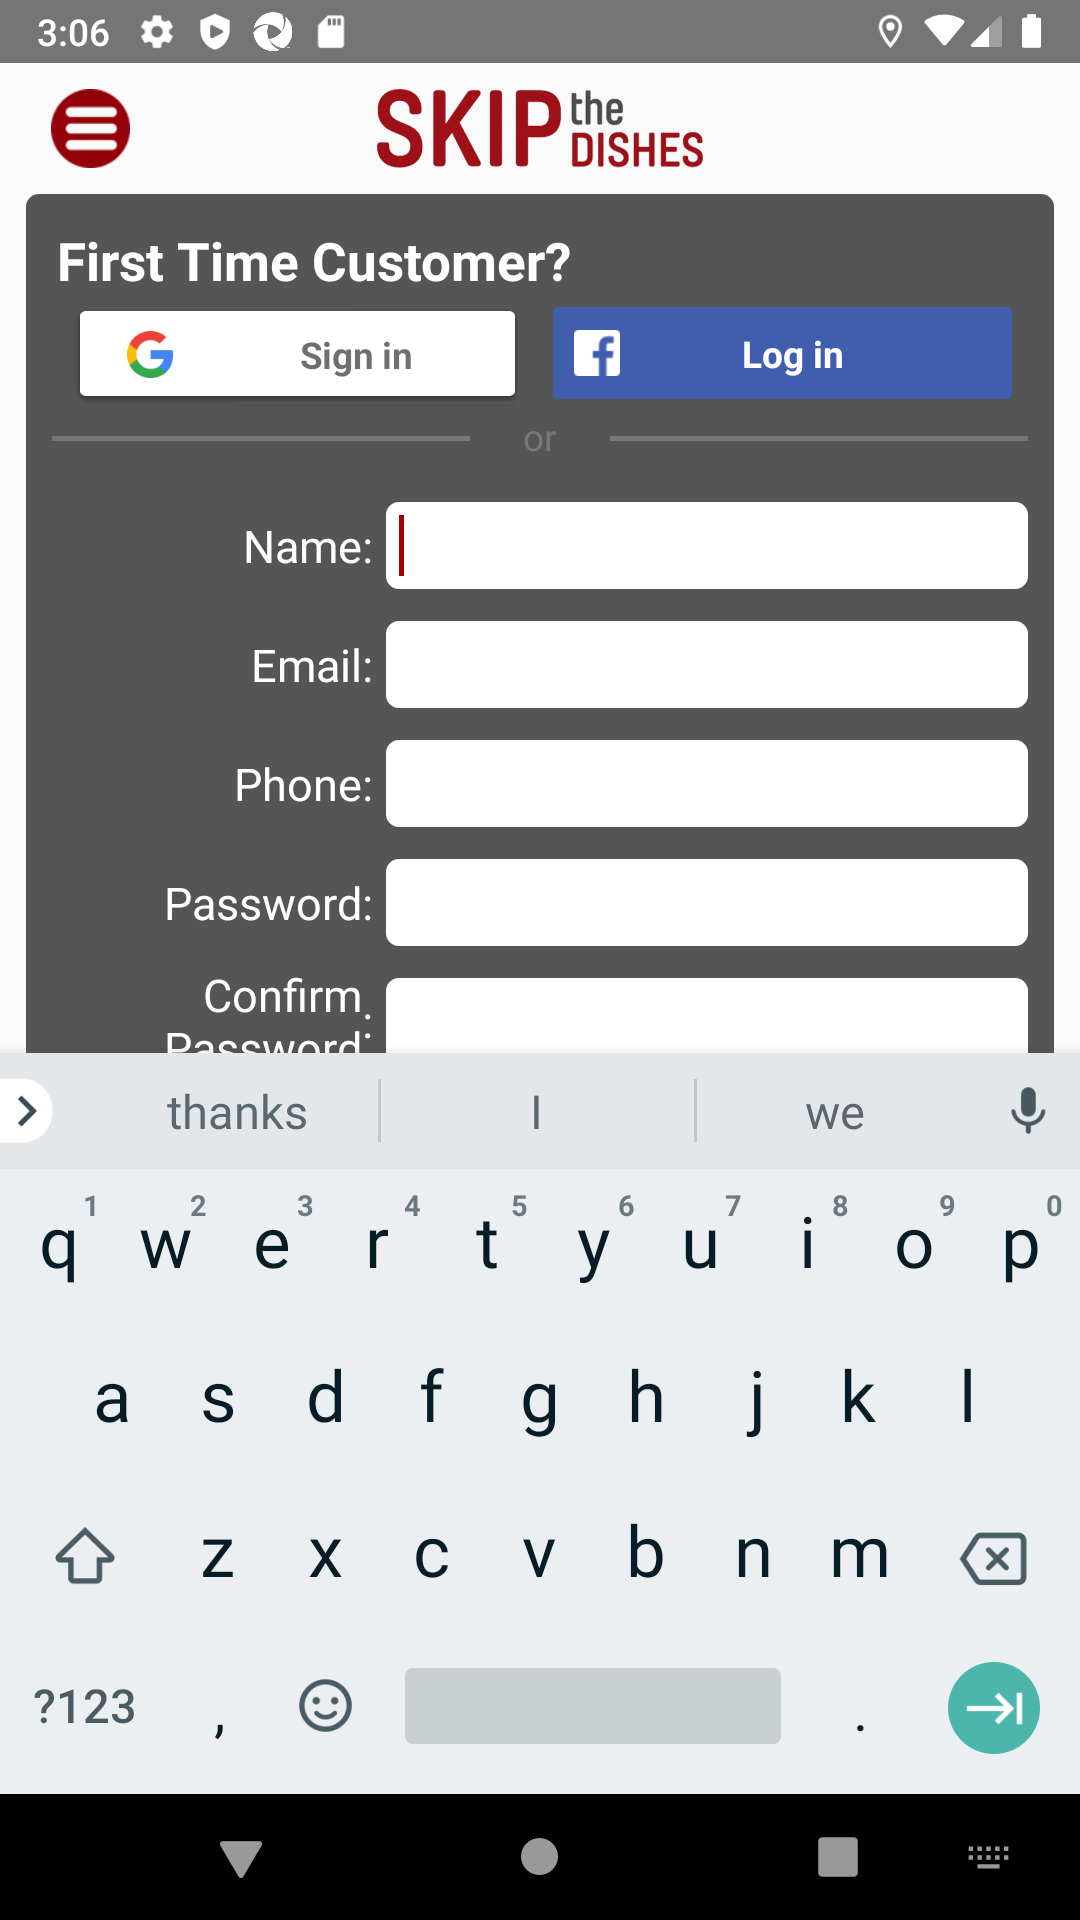 3:06
SKIP the DISHES
First Time Customer?
Sign in
Log in
or
Name:
Email:
Phone:
Password:
Confirm Password:
thanks
I
we
1 2 3 4 5 6 7 8 9 0
q w e r t y u i o p
a s d f g h j k l
z x c v b n m
?123 , .